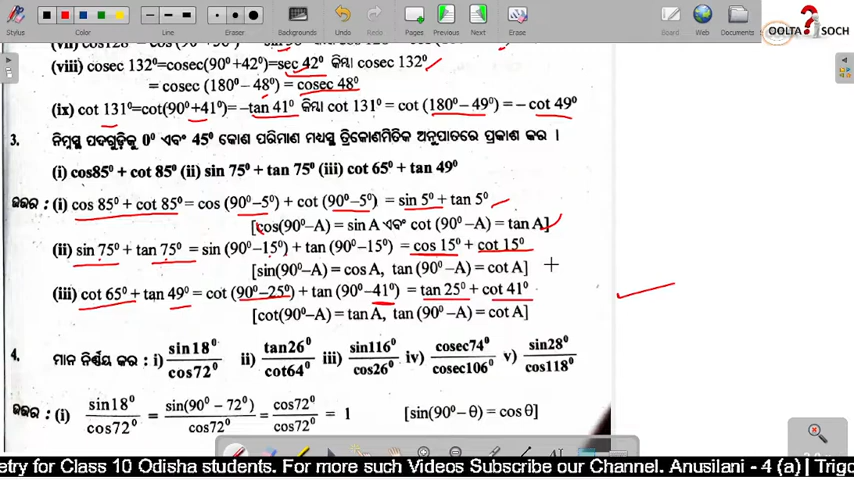 Stylus
Color
Line
Eraser
Backgrounds
Undo
Redo
Pages
Previous
Next
Erase
OOLTA SOCH
(viii) cosec 132⁰=cosec(90⁰+42⁰)=sec 42⁰ କିମ୍ବା cosec 132⁰
= cosec (180⁰ – 48⁰) = cosec 48⁰
(ix) cot 131⁰=cot(90⁰+41⁰)=–tan 41⁰ କିମ୍ବା cot 131⁰ = cot (180⁰ – 49⁰) = – cot 49⁰
3. ନିମ୍ନସ୍ଥ ପଦଗୁଡ଼ିକୁ 0⁰ ଏବଂ 45⁰ କୋଣ ପରିମାଣ ମଧ୍ୟସ୍ଥ ତ୍ରିକୋଣମିତିକ ଅନୁପାତରେ ପ୍ରକାଶ କର ।
(i) cos85⁰ + cot 85⁰ (ii) sin 75⁰ + tan 75⁰ (iii) cot 65⁰ + tan 49⁰
ଉତ୍ତର : (i) cos 85⁰ + cot 85⁰ = cos (90⁰–5⁰) + cot (90⁰–5⁰) = sin 5⁰ + tan 5⁰
[cos(90⁰–A) = sin A ଏବଂ cot (90⁰–A) = tan A]
(ii) sin 75⁰ + tan 75⁰ = sin (90⁰–15⁰) + tan (90⁰–15⁰) = cos 15⁰ + cot 15⁰
[sin(90⁰–A) = cosA, tan (90⁰–A) = cot A]
(iii) cot 65⁰ + tan 49⁰ = cot (90⁰–25⁰) + tan (90⁰–41⁰) = tan 25⁰ + cot 41⁰
[cot(90⁰–A) = tan A, tan (90⁰–A) = cot A]
4. ମାନ ନିର୍ଣ୍ଣୟ କର : i) sin18⁰/cos72⁰ ii) tan26⁰/cot64⁰ iii) sin116⁰/cos26⁰ iv) cosec74⁰/cosec106⁰ v) sin28⁰/cos118⁰
ଉତ୍ତର : (i) sin18⁰/cos72⁰ = sin(90⁰ – 72⁰)/cos72⁰ = cos72⁰/cos72⁰ = 1 [sin(90⁰ – θ) = cos θ]
etry for Class 10 Odisha students. For more such Videos Subscribe our Channel. Anusilani - 4 (a) | Trigo